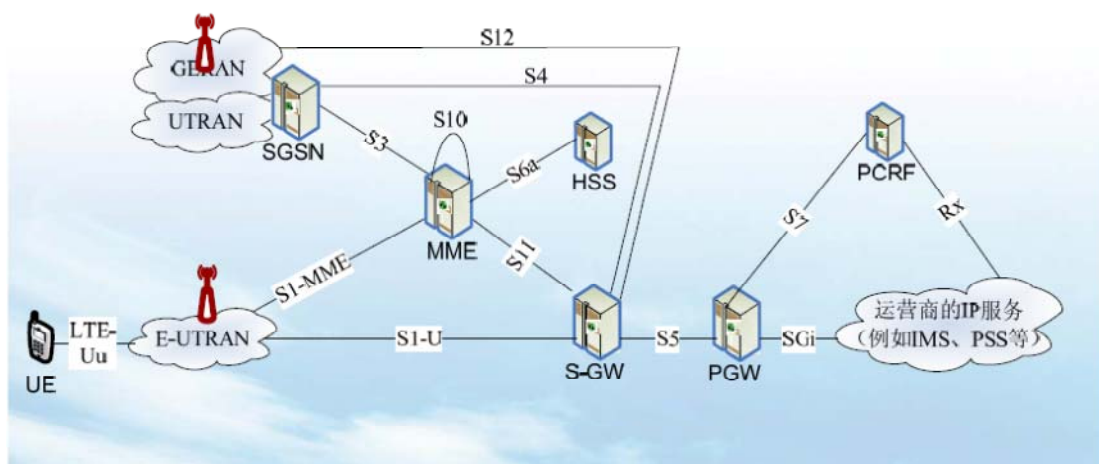 S12
GERAN
S4
UTRAN
SGSN
S3
S10
S6a
HSS
PCRF
MME
S7
Rx
S11
S1-MME
UE
LTE-
Uu
E-UTRAN
S1-U
S-GW
S5
PGW
SGi
运营商的IP服务
（例如IMS、PSS等）